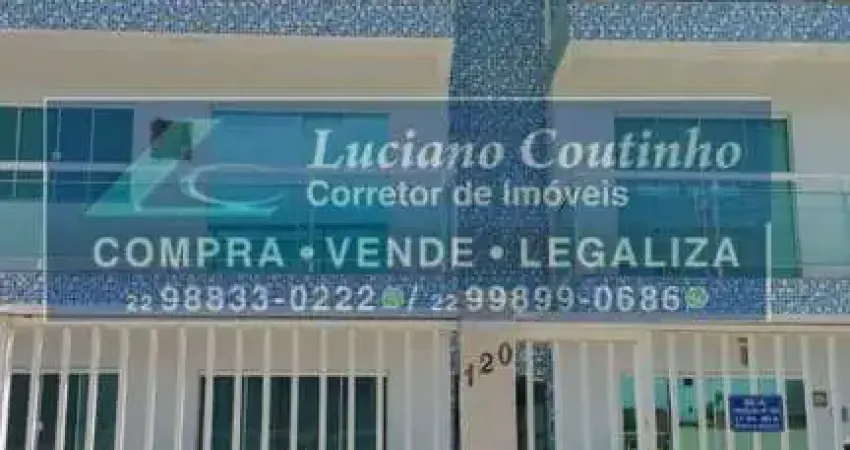 Luciano Coutinho
Corretor de Imóveis
COMPRA • VENDE • LEGALIZA
22 98833-0222 / 22 99899-0686
120